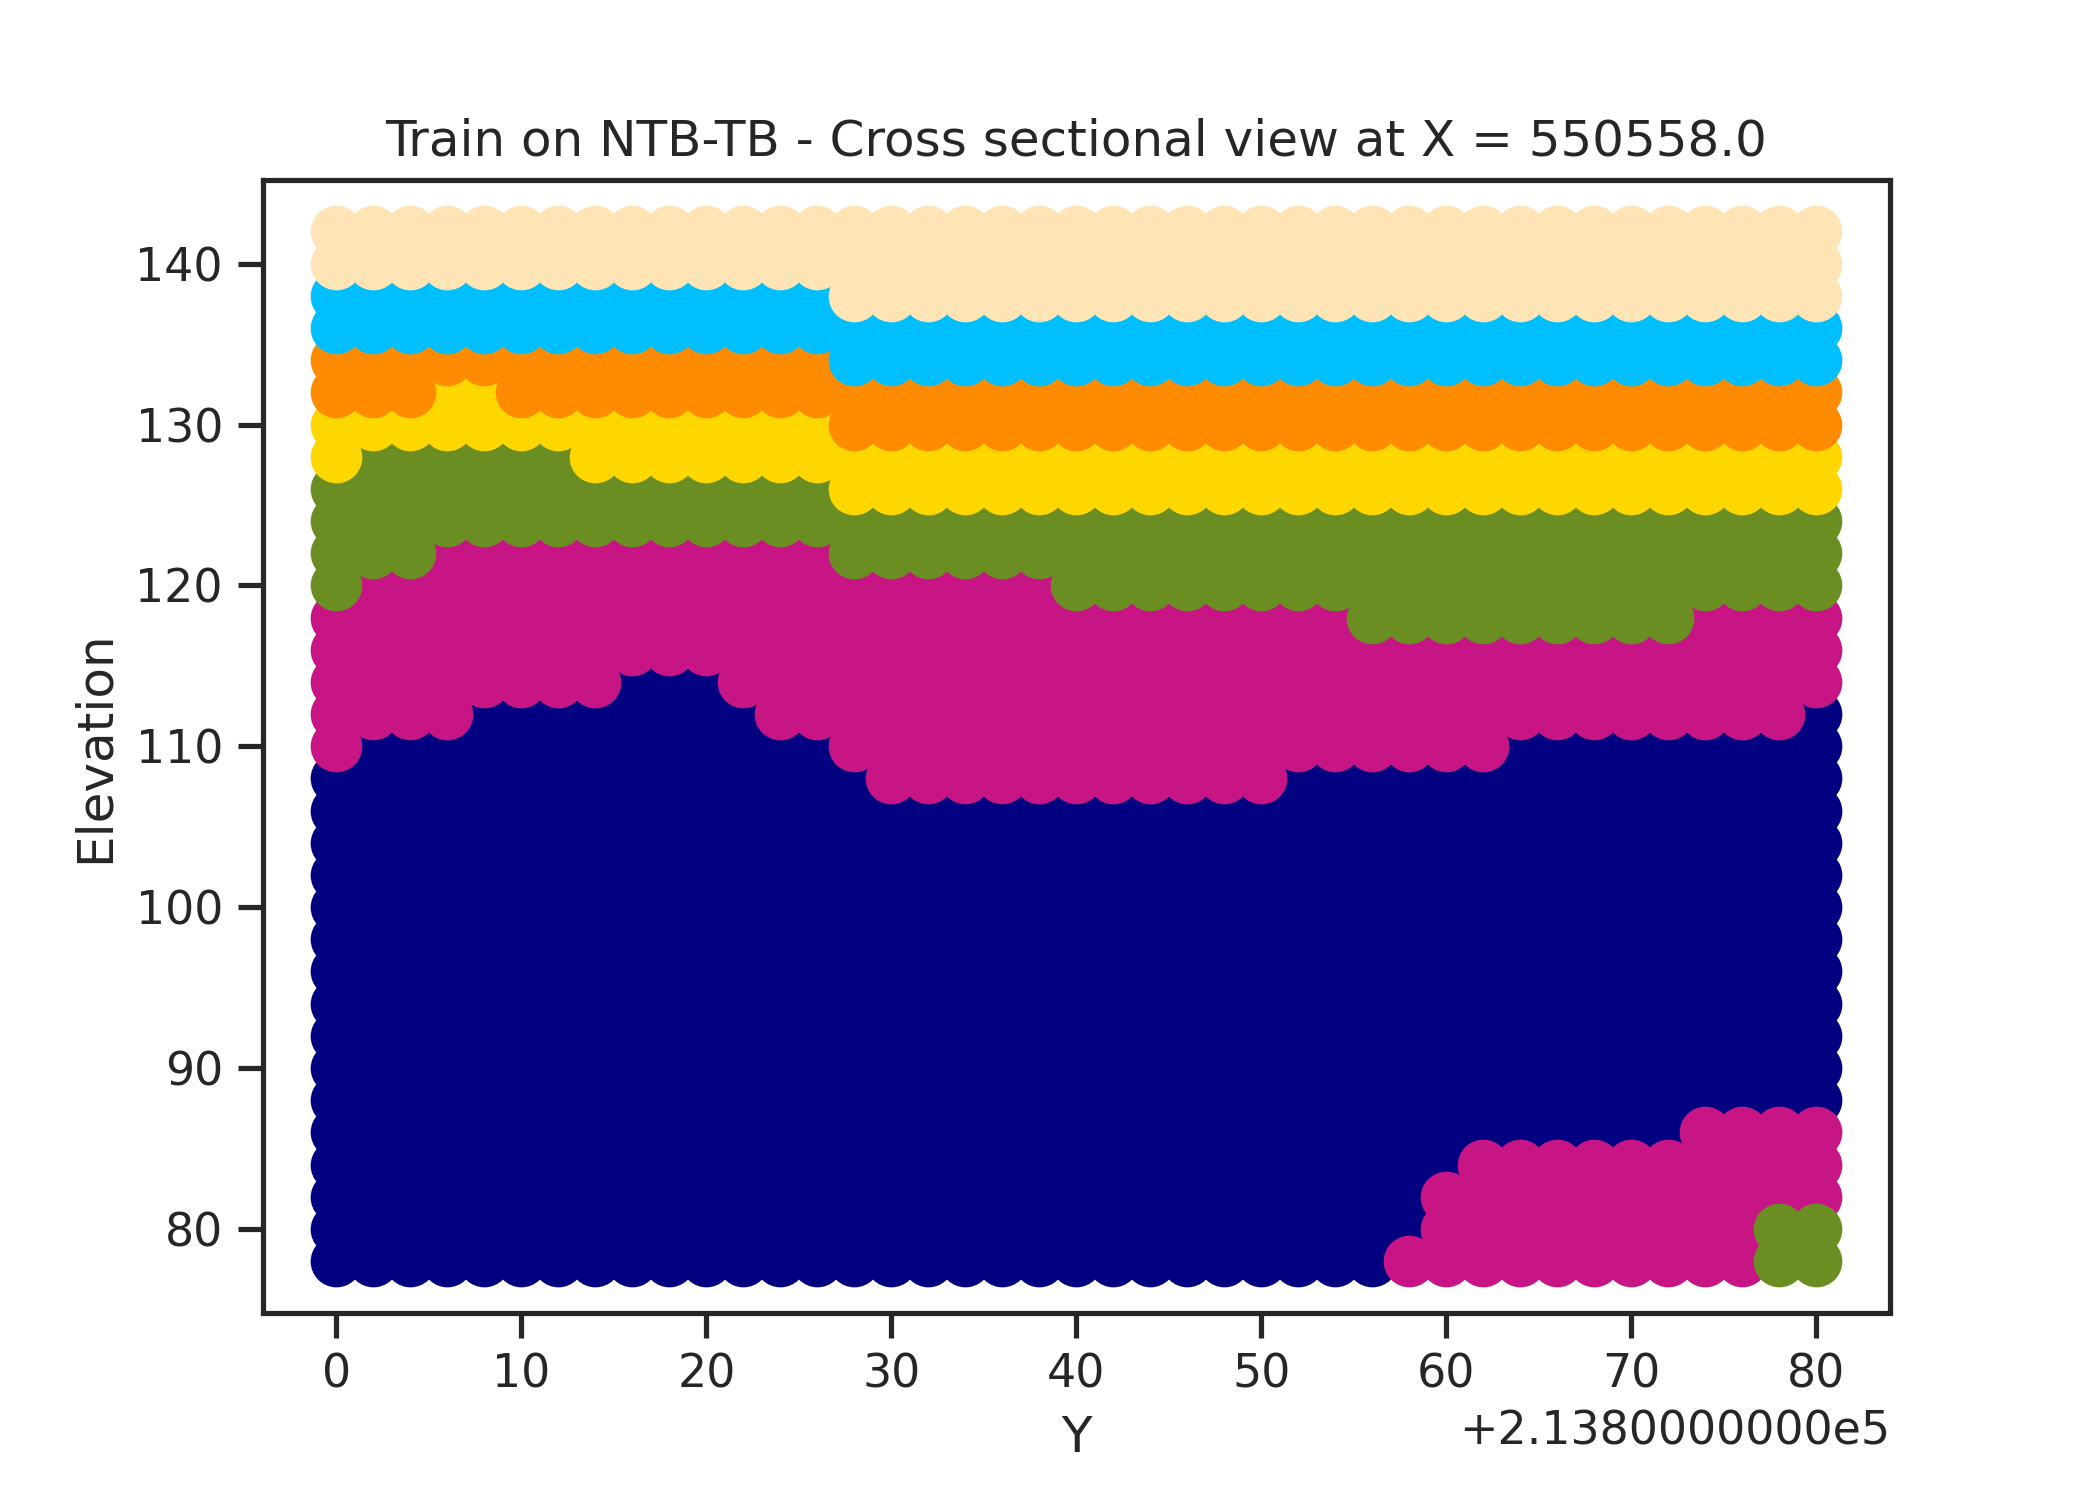 Train on NTB-TB - Cross sectional view at X = 550558.0
140
130
120
110
100
90
80
Elevation
0 10 20 30 40 50 60 70 80
Y
+2.1380000000e5